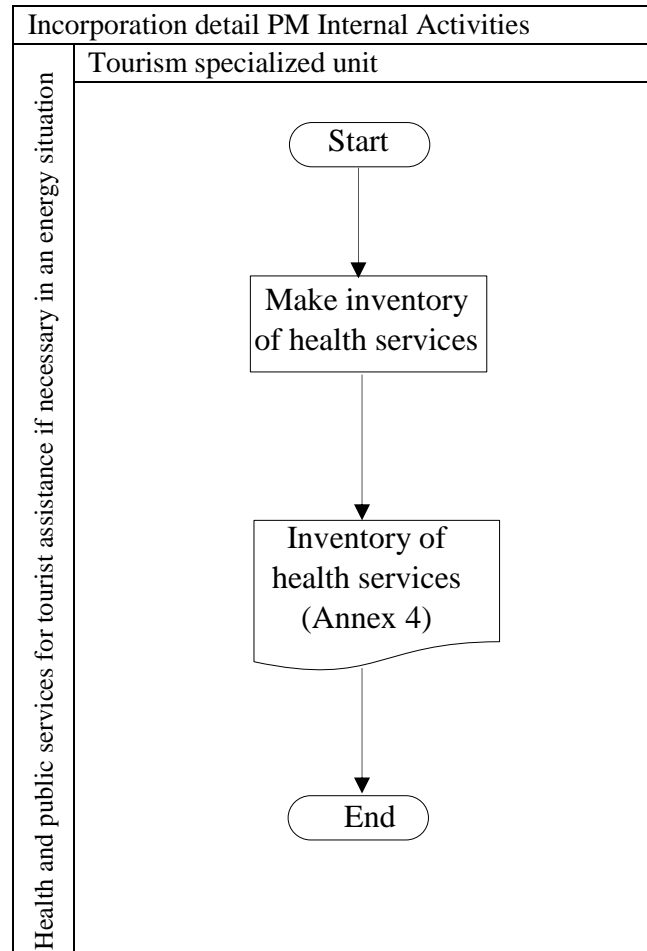 Incorporation detail PM Internal Activities
Health and public services for tourist assistance if necessary in an energy situation
Tourism specialized unit
Start
Make inventory
of health services
Inventory of
health services
(Annex 4)
End